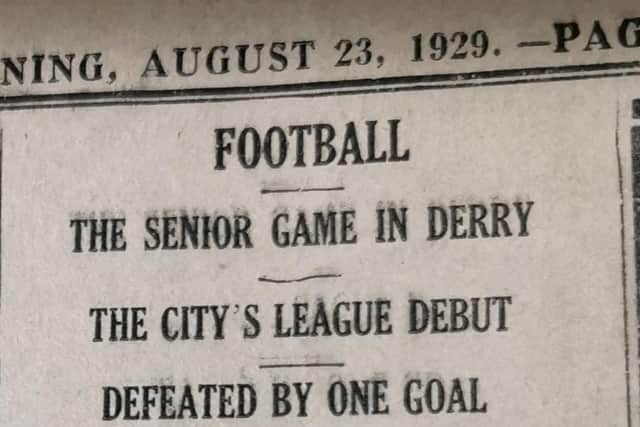 NING, AUGUST 23, 1929. —PAG
FOOTBALL
THE SENIOR GAME IN DERRY
THE CITY'S LEAGUE DEBUT
DEFEATED BY ONE GOAL